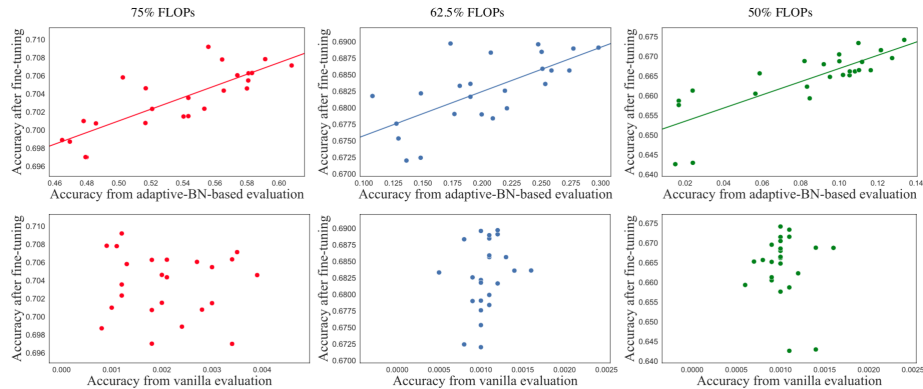 75% FLOPs
62.5% FLOPs
50% FLOPs
Accuracy after fine-tuning
0.710
0.708
0.706
0.704
0.702
0.700
0.698
0.696
0.46 0.48 0.50 0.52 0.54 0.56 0.58 0.60
Accuracy from adaptive-BN-based evaluation
Accuracy after fine-tuning
0.6900
0.6875
0.6850
0.6825
0.6800
0.6775
0.6750
0.6725
0.6700
0.100 0.125 0.150 0.175 0.200 0.225 0.250 0.275 0.300
Accuracy from adaptive-BN-based evaluation
Accuracy after fine-tuning
0.675
0.670
0.665
0.660
0.655
0.650
0.645
0.640
0.02 0.04 0.06 0.08 0.10 0.12 0.14
Accuracy from adaptive-BN-based evaluation
Accuracy after fine-tuning
0.710
0.708
0.706
0.704
0.702
0.700
0.698
0.696
0.000 0.001 0.002 0.003 0.004
Accuracy from vanilla evaluation
Accuracy after fine-tuning
0.6900
0.6875
0.6850
0.6825
0.6800
0.6775
0.6750
0.6725
0.6700
0.0000 0.0005 0.0010 0.0015 0.0020 0.0025
Accuracy from vanilla evaluation
Accuracy after fine-tuning
0.675
0.670
0.665
0.660
0.655
0.650
0.645
0.640
0.0000 0.0005 0.0010 0.0015 0.0020 0.002
Accuracy from vanilla evaluation